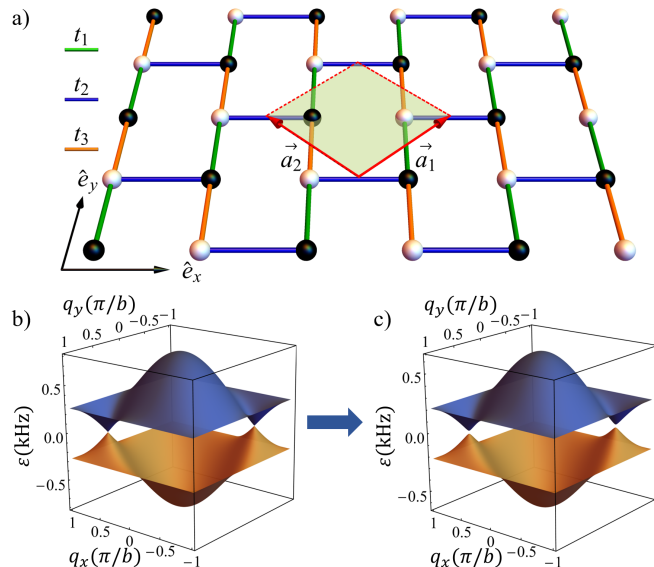 a)
t₁
t₂
t₃
a⃗₂
a⃗₁
ê_y
ê_x
b)
q_y(π/b)
1
0.5
0
-0.5
-1
ε(kHz)
0.5
0.0
-0.5
1
0.5
0
-0.5
-1
q_x(π/b)
c)
q_y(π/b)
1
0.5
0
-0.5
-1
ε(kHz)
0.5
0.0
-0.5
1
0.5
0
-0.5
-1
q_x(π/b)